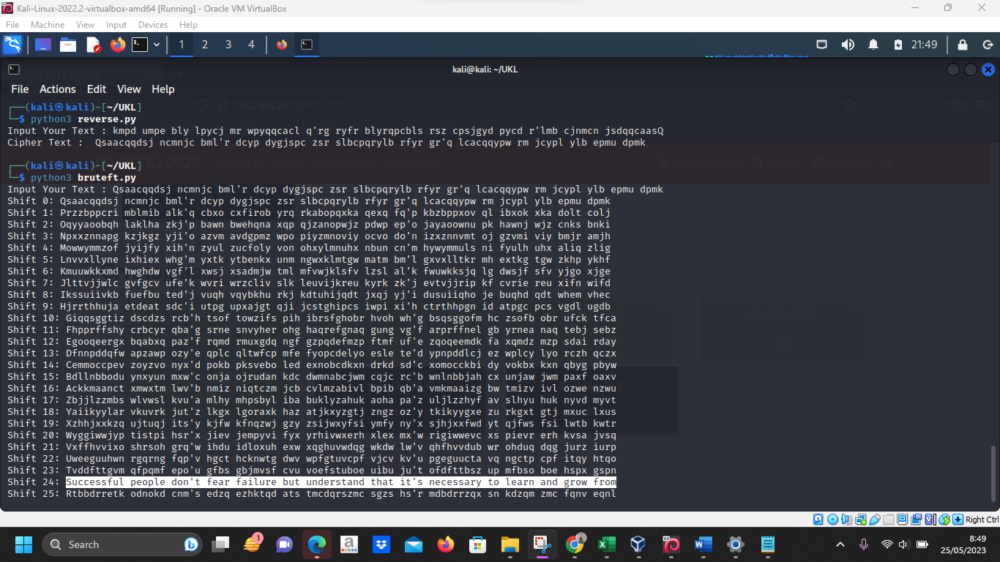 Kali-Linux-2022.2-virtualbox-amd64 [Running] - Oracle VM VirtualBox
File Machine View Input Devices Help
1 2 3 4 21:49
kali@kali: ~/UKL
File Actions Edit View Help
┌──(kali㉿kali)-[~/UKL]
└─$ python3 reverse.py
Input Your Text : kmpd umpe bly lpycj mr wpyqqcacl q'rg ryfr blyrqpcbls rsz cpsjgyd pycd r'lmb cjnmcn jsdqqcaasQ
Cipher Text :  Qsaacqqdsj ncmnjc bml'r dcyp dygjspc zsr slbcpqrylb rfyr gr'q lcacqqypw rm jcypl ylb epmu dpmk
┌──(kali㉿kali)-[~/UKL]
└─$ python3 bruteft.py
Input Your Text : Qsaacqqdsj ncmnjc bml'r dcyp dygjspc zsr slbcpqrylb rfyr gr'q lcacqqypw rm jcypl ylb epmu dpmk
Shift 0: Qsaacqqdsj ncmnjc bml'r dcyp dygjspc zsr slbcpqrylb rfyr gr'q lcacqqypw rm jcypl ylb epmu dpmk
Shift 1: Przzbppcri mblmib alk'q cbxo cxfirob yrq rkabopqxka qexq fq'p kbzbppxov ql ibxok xka dolt colj
Shift 2: Oqyyaoobqh laklha zkj'p bawn bwehqna xqp qjzanopwjz pdwp ep'o jayaoownu pk hawnj wjz cnks bnki
Shift 3: Npxxznnapg kzjkgz yji'o azvm avdgpmz wpo piyzmnoviy ocvo do'n izxznnvmt oj gzvmi viy bmjr amjh
Shift 4: Mowwymmzof jyijfy xih'n zyul zucfoly von ohxylmnuhx nbun cn'm hywymmuls ni fyulh uhx aliq zlig
Shift 5: Lnvvxllyne ixhiex whg'm yxtk ytbenkx unm ngwxklmtgw matm bm'l gxvxlltkr mh extkg tgw zkhp ykhf
Shift 6: Kmuuwkkxmd hwghdw vgf'l xwsj xsadmjw tml mfvwjklsfv lzsl al'k fwuwkksjq lg dwsjf sfv yjgo xjge
Shift 7: Jlttvjjwlc gvfgcv ufe'k wvri wrzcliv slk leuvijkreu kyrk zk'j evtvjjrip kf cvrie reu xifn wifd
Shift 8: Ikssuiivkb fuefbu ted'j vuqh vqybkhu rkj kdtuhijqdt jxqj yj'i dusuiiqho je buqhd qdt whem vhec
Shift 9: Hjrrthhuja etdeat sdc'i utpg upxajgt qji jcstghipcs iwpi xi'h ctrthhpgn id atpgc pcs vgdl ugdb
Shift 10: Giqqsggtiz dscdzs rcb'h tsof towzifs pih ibrsfghobr hvoh wh'g bsqsggofm hc zsofb obr ufck tfca
Shift 11: Fhpprffshy crbcyr qba'g srne snvyher ohg haqrefgnaq gung vg'f arprffnel gb yrnea naq tebj sebz
Shift 12: Egooqeergx bqabxq paz'f rqmd rmuxgdq ngf gzpqdefmzp ftmf uf'e zqoqeemdk fa xqmdz mzp sdai rday
Shift 13: Dfnnpddqfw apzawp ozy'e qplc qltwfcp mfe fyopcdelyo esle te'd ypnpddlcj ez wplcy lyo rczh qczx
Shift 14: Cemmoccpev zoyzvo nyx'd pokb pksvebo led exnobcdkxn drkd sd'c xomocckbi dy vokbx kxn qbyg pbyw
Shift 15: Bdllnbbodu ynxyun mxw'c onja ojrudan kdc dwmnabcjwm cqjc rc'b wnlnbbjah cx unjaw jwm paxf oaxv
Shift 16: Ackkmaanct xmwxtm lwv'b nmiz niqtczm jcb cvlmzabivl bpib qb'a vmkmaaizg bw tmizv ivl ozwe nzwu
Shift 17: Zbjjlzzmbs wlvwsl kvu'a mlhy mhpsbyl iba buklyzahuk aoha pa'z uljlzzhyf av slhyu huk nyvd myvt
Shift 18: Yaiikyylar vkuvrk jut'z lkgx lgoraxk haz atjkxyzgtj zngz oz'y tkikyygxe zu rkgxt gtj mxuc lxus
Shift 19: Xzhhjxxkzq ujtuqj its'y kjfw kfnqzwj gzy zsijwxyfsi ymfy ny'x sjhjxxfwd yt qjfws fsi lwtb kwtr
Shift 20: Wyggiwwjyp tistpi hsr'x jiev jempyvi fyx yrhivwxerh xlex mx'w rigiwwevc xs pievr erh kvsa jvsq
Shift 21: Vxffhvvixo shrsoh grq'w ihdu idloxuh exw xqghuvwdqg wkdw lw'v qhfhvvdub wr ohduq dqg jurz iurp
Shift 22: Uweeguuhwn rgqrng fqp'v hgct hcknwtg dwv wpfgtuvcpf vjcv kv'u pgeguucta vq ngctp cpf itqy htqo
Shift 23: Tvddfttgvm qfpqmf epo'u gfbs gbjmvsf cvu voefstuboe uibu ju't ofdfttbsz up mfbso boe hspx gspn
Shift 24: Successful people don't fear failure but understand that it's necessary to learn and grow from
Shift 25: Rtbbdrretk odnokd cnm's edzq ezhktqd ats tmcdqrszmc sgzs hs'r mdbdrrzqx sn kdzqm zmc fqnv eqnl
Right Ctrl
Search
8:49
25/05/2023